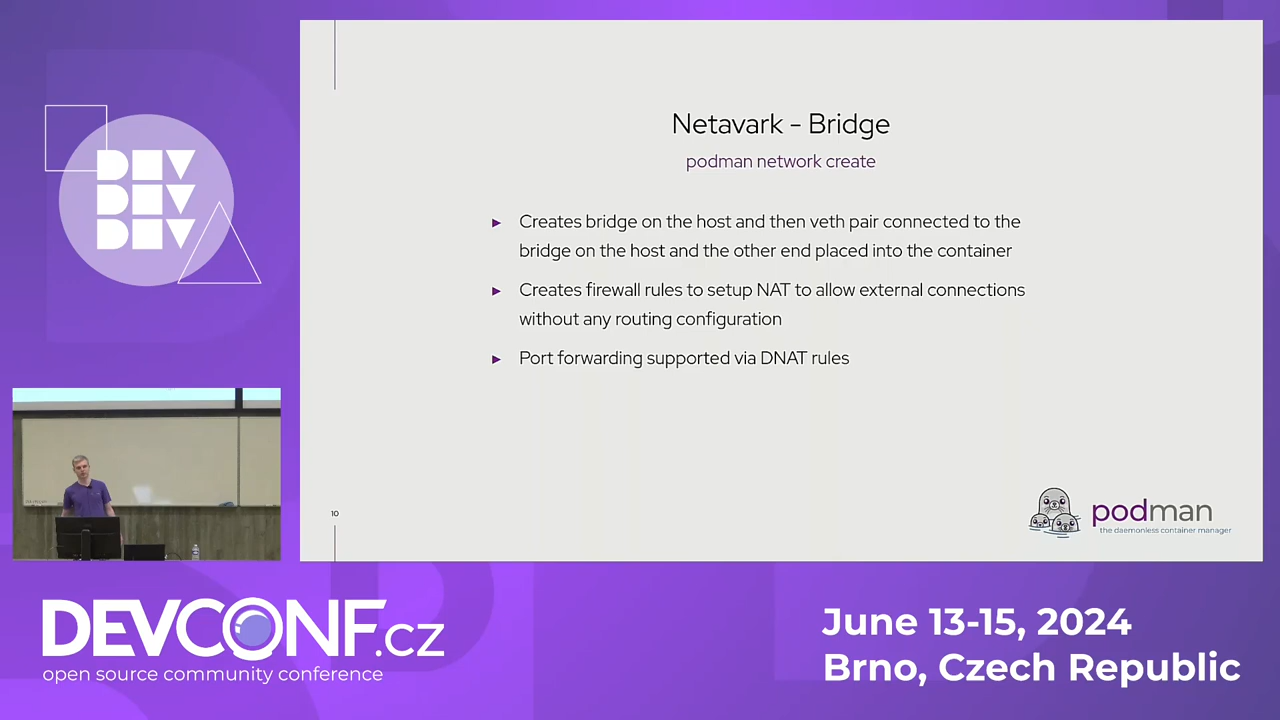 DEV
DEV
DEV
Netavark - Bridge
podman network create
► Creates bridge on the host and then veth pair connected to the
bridge on the host and the other end placed into the container
► Creates firewall rules to setup NAT to allow external connections
without any routing configuration
► Port forwarding supported via DNAT rules
10
podman
the daemonless container manager
DEVCONF.cz
open source community conference
June 13-15, 2024
Brno, Czech Republic